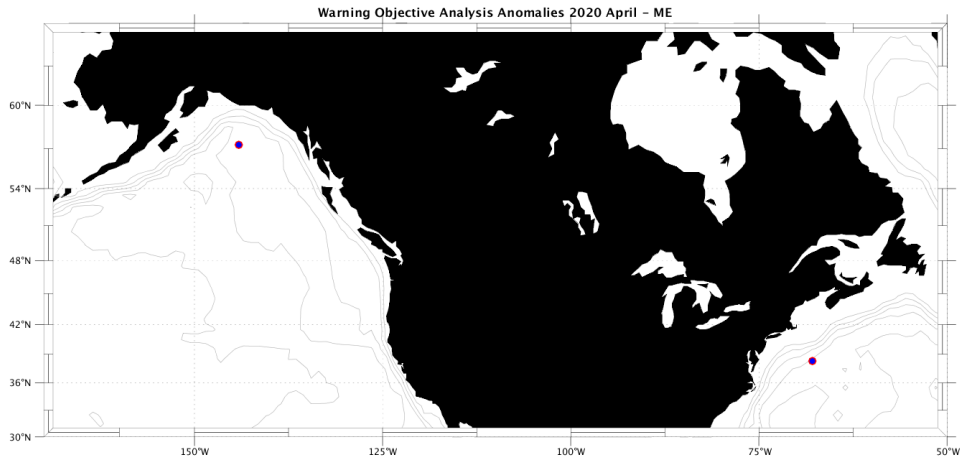 Warning Objective Analysis Anomalies 2020 April - ME
60°N
54°N
48°N
42°N
36°N
30°N
150°W
125°W
100°W
75°W
50°W